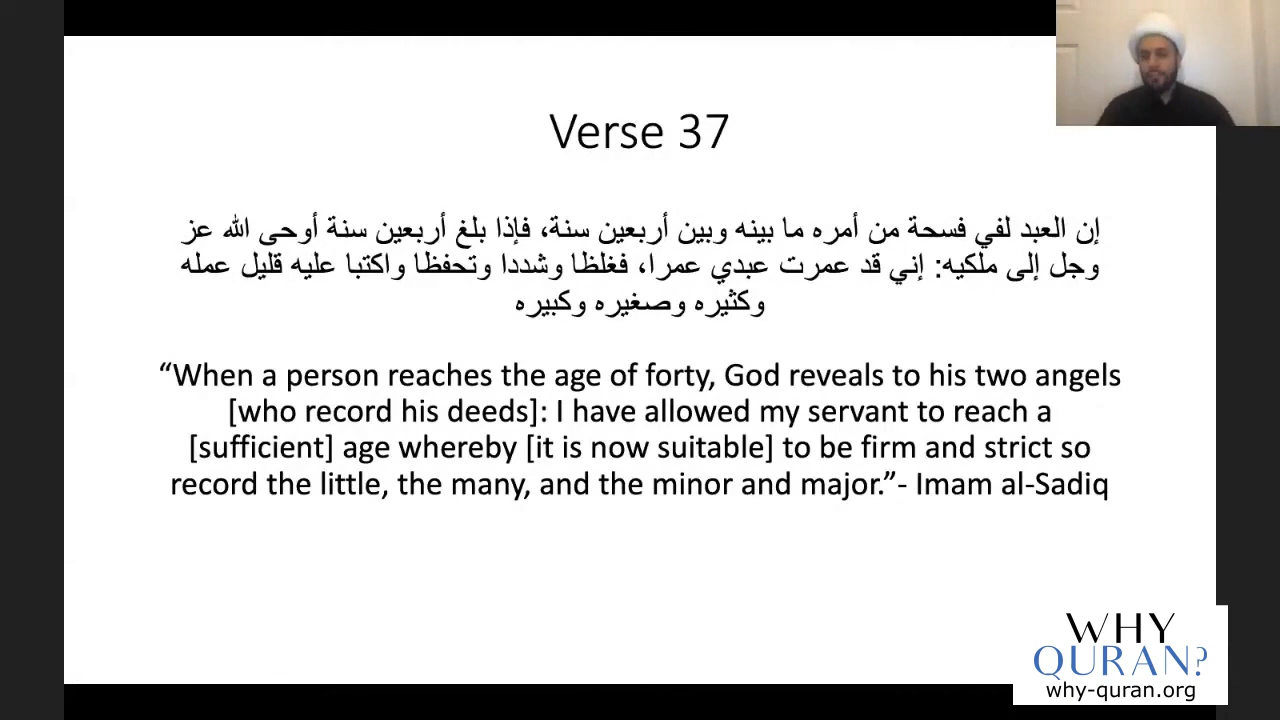 Verse 37
إن العبد لفي فسحة من أمره ما بينه وبين أربعين سنة، فإذا بلغ أربعين سنة أوحى الله عز
وجل إلى ملكيه: إني قد عمرت عبدي عمرا، فغلظا وشددا وتحفظا واكتبا عليه قليل عمله
وكثيره وصغيره وكبيره
“When a person reaches the age of forty, God reveals to his two angels
[who record his deeds]: I have allowed my servant to reach a
[sufficient] age whereby [it is now suitable] to be firm and strict so
record the little, the many, and the minor and major.”- Imam al-Sadiq
WHY
QURAN?
why-quran.org